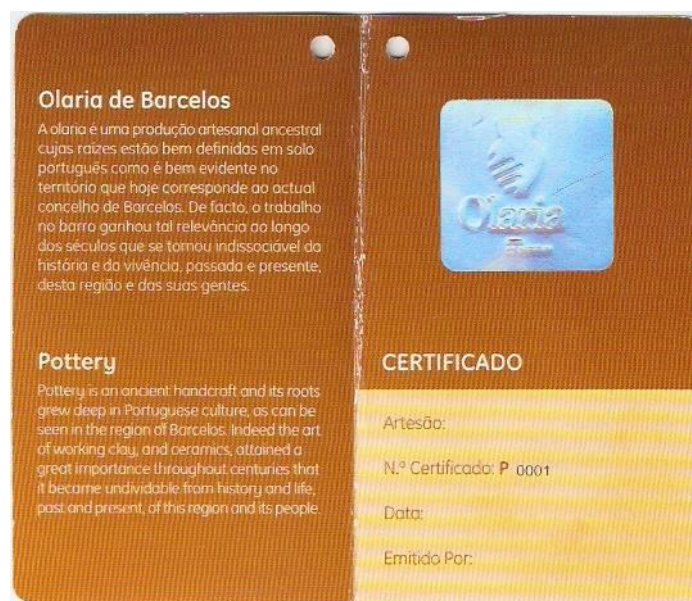 Olaria de Barcelos
A olaria é uma produção artesanal ancestral
cujas raízes estão bem definidas em solo
português como é bem evidente no
território que hoje corresponde ao actual
concelho de Barcelos. De facto, o trabalho
no barro ganhou tal relevância ao longo
dos séculos que se tornou indissociável da
história e da vivência, passada e presente,
desta região e das suas gentes.
Pottery
Pottery is an ancient handcraft and its roots
grew deep in Portuguese culture, as can be
seen in the region of Barcelos. Indeed the art
of working clay, and ceramics, attained a
great importance throughout centuries that
it became undividable from history and life,
past and present, of this region and its people.
Olaria
CERTIFICADO
Artesão:
N.º Certificado: P 0001
Data:
Emitido Por: